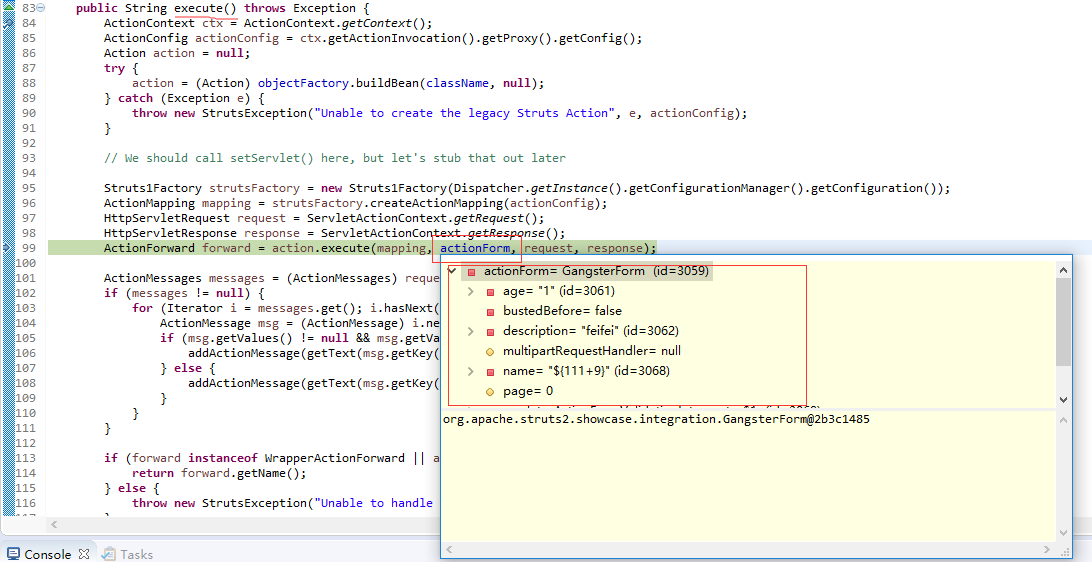 83 public String execute() throws Exception {
84 ActionContext ctx = ActionContext.getContext();
85 ActionConfig actionConfig = ctx.getActionInvocation().getProxy().getConfig();
86 Action action = null;
87 try {
88 action = (Action) objectFactory.buildBean(className, null);
89 } catch (Exception e) {
90 throw new StrutsException("Unable to create the legacy Struts Action", e, actionConfig);
91 }
92
93 // We should call setServlet() here, but let's stub that out later
94
95 Struts1Factory strutsFactory = new Struts1Factory(Dispatcher.getInstance().getConfigurationManager().getConfiguration());
96 ActionMapping mapping = strutsFactory.createActionMapping(actionConfig);
97 HttpServletRequest request = ServletActionContext.getRequest();
98 HttpServletResponse response = ServletActionContext.getResponse();
99 ActionForward forward = action.execute(mapping, actionForm, request, response);
100
101 ActionMessages messages = (ActionMessages) reque
102 if (messages != null) {
103 for (Iterator i = messages.get(); i.hasNext(
104 ActionMessage msg = (ActionMessage) i.ne
105 if (msg.getValues() != null && msg.getVa
106 addActionMessage(getText(msg.getKey(
107 } else {
108 addActionMessage(getText(msg.getKey(
109 }
110 }
111 }
112
113 if (forward instanceof WrapperActionForward || a
114 return forward.getName();
115 } else {
116 throw new StrutsException("Unable to handle
actionForm= GangsterForm (id=3059)
age= "1" (id=3061)
bustedBefore= false
description= "feifei" (id=3062)
multipartRequestHandler= null
name= "${111+9}" (id=3068)
page= 0
org.apache.struts2.showcase.integration.GangsterForm@2b3c1485
Console Tasks